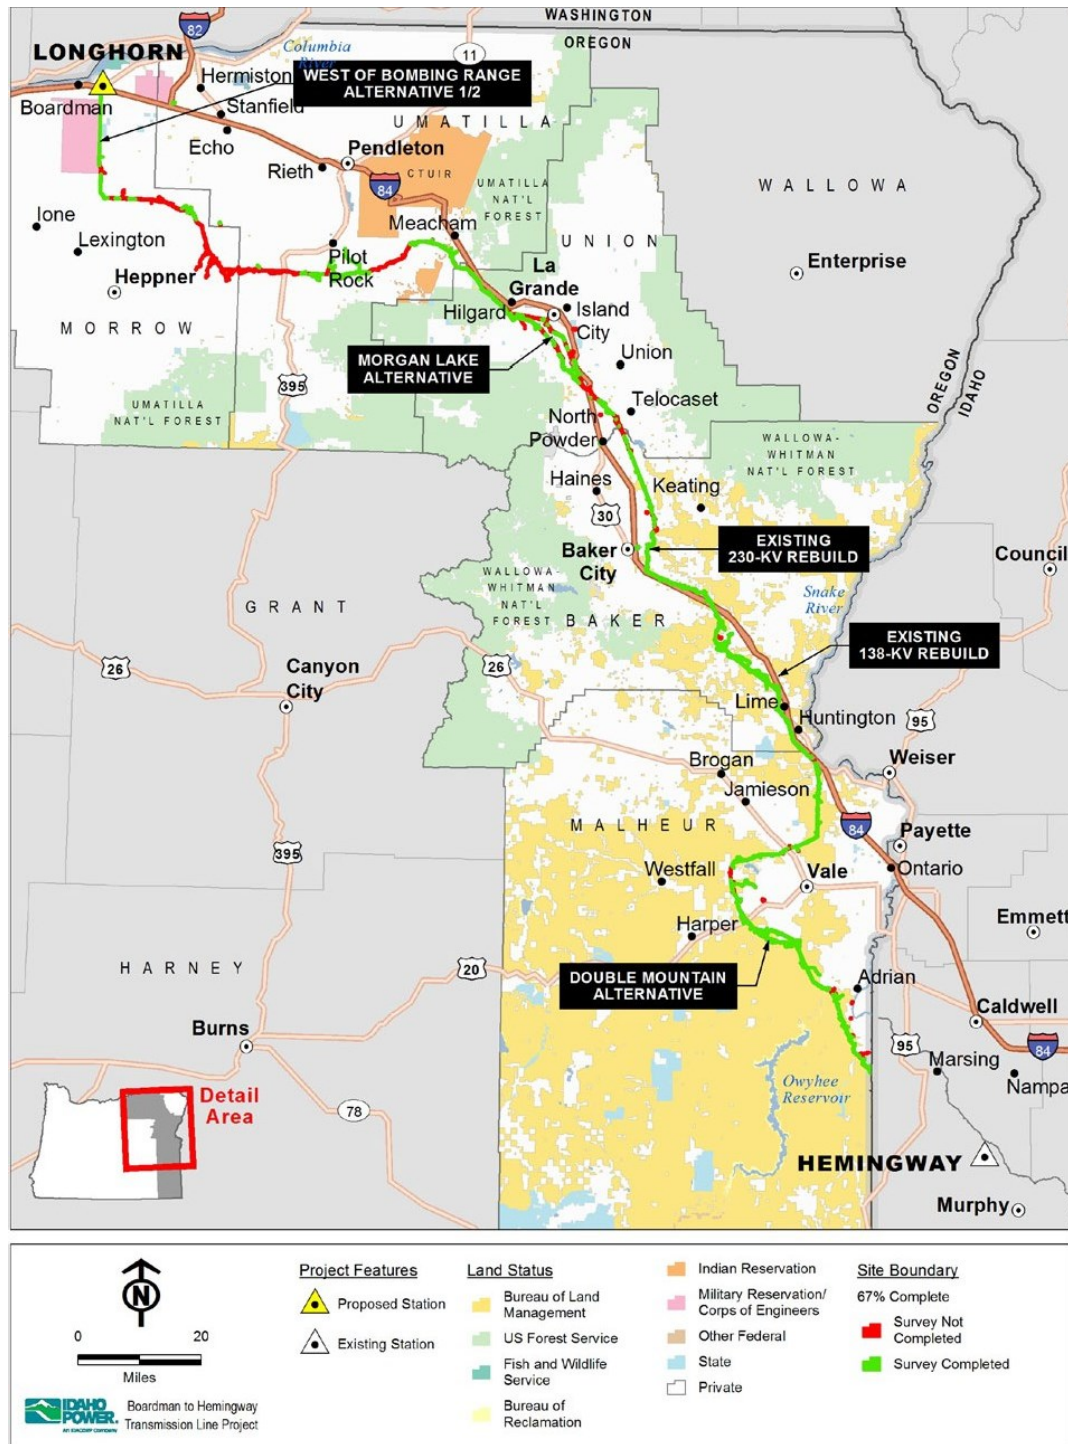 WASHINGTON
OREGON
82
LONGHORN
Columbia
River
11
Hermiston
WEST OF BOMBING RANGE
ALTERNATIVE 1/2
Boardman
Stanfield
UMATILLA
Echo
Pendleton
Rieth
CTUIR
84
WALLOWA
UMATILLA
NAT'L
FOREST
Ione
Meacham
Lexington
UNION
Pilot
Rock
La
Grande
Enterprise
Heppner
Hilgard
Island
City
MORROW
MORGAN LAKE
ALTERNATIVE
Union
395
OREGON
IDAHO
UMATILLA
NAT'L FOREST
Telocaset
North
Powder
WALLOWA-
WHITMAN
NAT'L FOREST
Haines
Keating
30
EXISTING
230-KV REBUILD
Baker
City
Council
WALLOWA-
WHITMAN
NAT'L
FOREST
Snake
River
GRANT
BAKER
EXISTING
138-KV REBUILD
26
Canyon
City
26
Lime
Huntington
95
Brogan
Weiser
Jamieson
MALHEUR
84
Payette
395
Westfall
Vale
Ontario
Harper
Emmett
HARNEY
20
DOUBLE MOUNTAIN
ALTERNATIVE
Adrian
Caldwell
Burns
95
84
Marsing
Nampa
Detail
Area
78
Owyhee
Reservoir
HEMINGWAY
Murphy
N
0 20
Miles
IDAHO
POWER.
AN IDACORP COMPANY
Boardman to Hemingway
Transmission Line Project
Project Features
Proposed Station
Existing Station
Land Status
Bureau of Land
Management
US Forest Service
Fish and Wildlife
Service
Bureau of
Reclamation
Indian Reservation
Military Reservation/
Corps of Engineers
Other Federal
State
Private
Site Boundary
67% Complete
Survey Not
Completed
Survey Completed